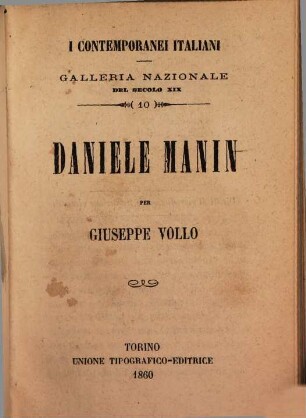 I CONTEMPORANEI ITALIANI
GALLERIA NAZIONALE
DEL SECOLO XIX
(10)
DANIELE MANIN
PER
GIUSEPPE VOLLO
TORINO
UNIONE TIPOGRAFICO-EDITRICE
1860